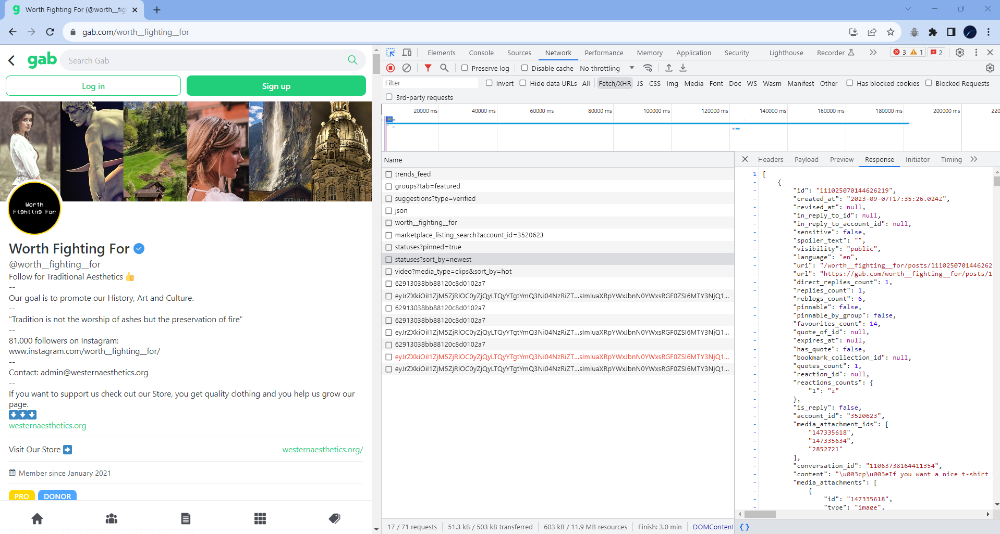 Worth Fighting For (@worth__fig
gab.com/worth__fighting__for
gab
Search Gab
Log in
Sign up
Worth
Fighting For
Worth Fighting For
@worth__fighting__for
Follow for Traditional Aesthetics 👍
--
Our goal is to promote our History, Art and Culture.
--
"Tradition is not the worship of ashes but the preservation of fire"
--
81.000 followers on Instagram:
www.instagram.com/worth__fighting__for/
--
Contact: admin@westernaesthetics.org
--
If you want to support us check out our Store, you get quality clothing and you help us grow our
page.
⬇⬇⬇
westernaesthetics.org
Visit Our Store ➡ westernaesthetics.org/
Member since January 2021
PRO DONOR
Elements Console Sources Network Performance Memory Application Security Lighthouse Recorder 3 1 2
Preserve log Disable cache No throttling
Filter Invert Hide data URLs All Fetch/XHR JS CSS Img Media Font Doc WS Wasm Manifest Other Has blocked cookies Blocked Requests
3rd-party requests
20000 ms 40000 ms 60000 ms 80000 ms 100000 ms 120000 ms 140000 ms 160000 ms 180000 ms 200000 ms 220
Name
trends_feed
groups?tab=featured
suggestions?type=verified
json
worth__fighting__for
marketplace_listing_search?account_id=3520623
statuses?pinned=true
statuses?sort_by=newest
video?media_type=clips&sort_by=hot
62913038bb88120c8d0102a7
62913038bb88120c8d0102a7
62913038bb88120c8d0102a7
62913038bb88120c8d0102a7
17 / 71 requests 51.3 kB / 503 kB transferred 603 kB / 11.9 MB resources Finish: 3.0 min DOMContent
Headers Payload Preview Response Initiator Timing
1 [
{
"id": "111025070144626219",
"created_at": "2023-09-07T17:35:26.024Z",
"revised_at": null,
"in_reply_to_id": null,
"in_reply_to_account_id": null,
"sensitive": false,
"spoiler_text": "",
"visibility": "public",
"language": "en",
"uri": "/worth__fighting__for/posts/1110250701446262
"url": "https://gab.com/worth__fighting__for/posts/1
"direct_replies_count": 1,
"replies_count": 1,
"reblogs_count": 6,
"pinnable": false,
"pinnable_by_group": false,
"favourites_count": 14,
"quote_of_id": null,
"expires_at": null,
"has_quote": false,
"bookmark_collection_id": null,
"quotes_count": 1,
"reaction_id": null,
"reactions_counts": {
"1": "z"
},
"is_reply": false,
"account_id": "3520623",
"media_attachment_ids": [
"147335618",
"147335634",
"2852721"
],
"conversation_id": "11063738164411354",
"content": "\u003cp\u003eIf you want a nice t-shirt
"media_attachments": [
{
"id": "147335618",
"type": "image",
{}